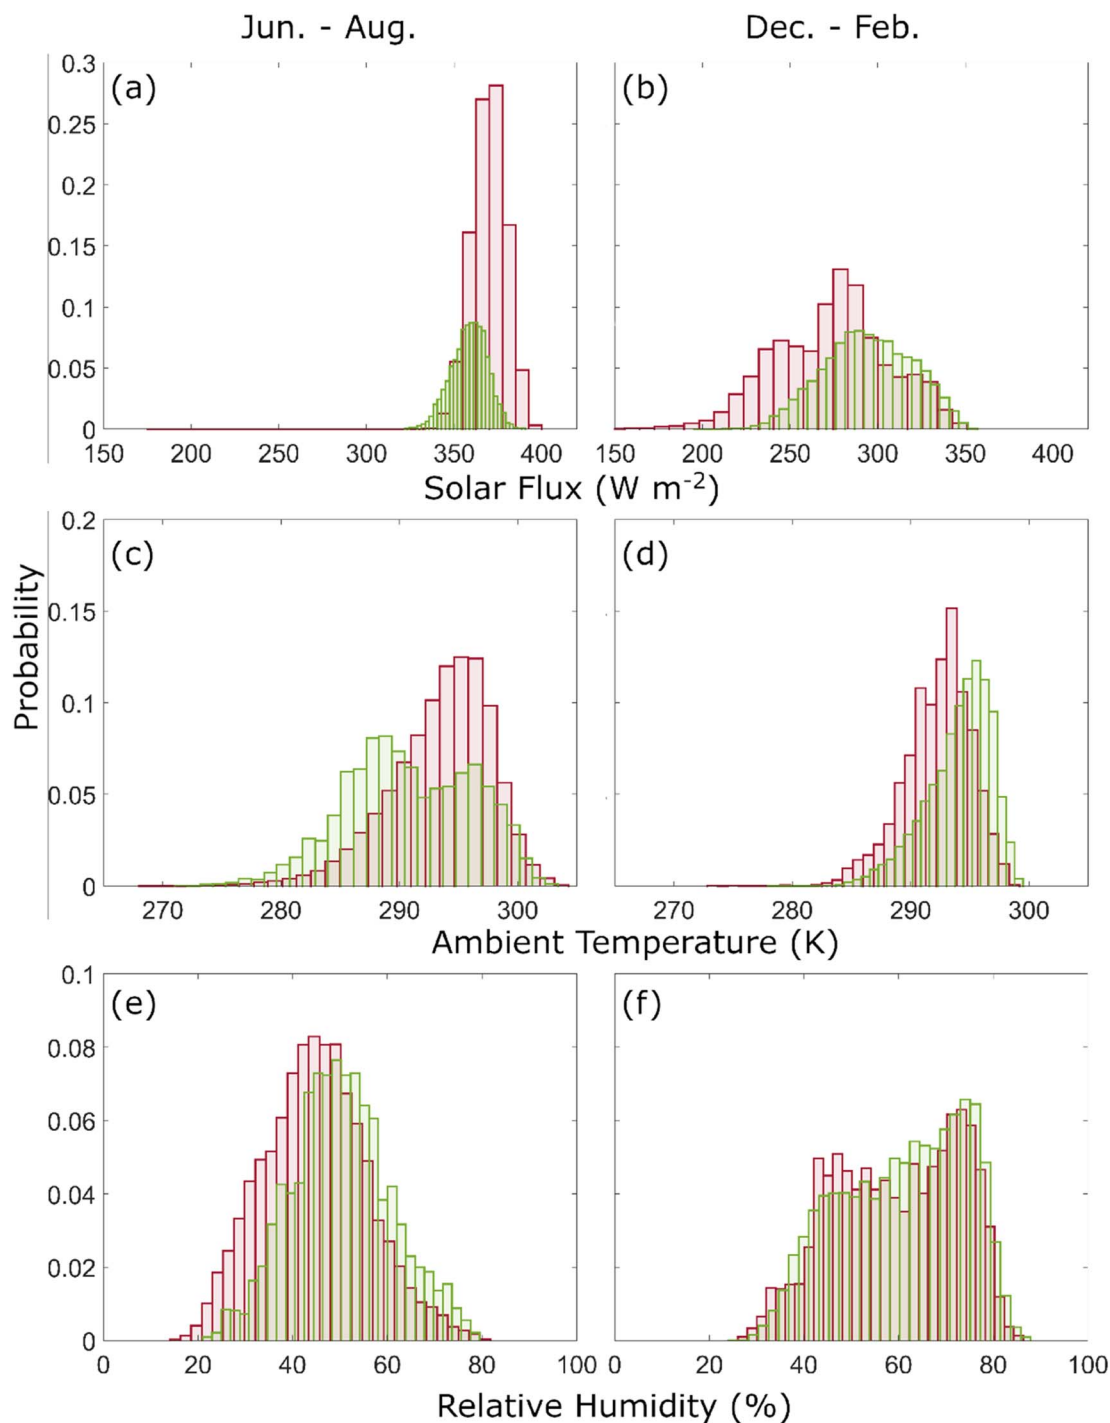 Jun. - Aug.
Dec. - Feb.
(a)
(b)
0.3
0.25
0.2
0.15
0.1
0.05
0
150 200 250 300 350 400
150 200 250 300 350 400
Solar Flux (W m-2)
(c)
(d)
0.2
0.15
0.1
0.05
0
270 280 290 300
270 280 290 300
Probability
Ambient Temperature (K)
(e)
(f)
0.1
0.08
0.06
0.04
0.02
0
0 20 40 60 80 100
0 20 40 60 80 100
Relative Humidity (%)